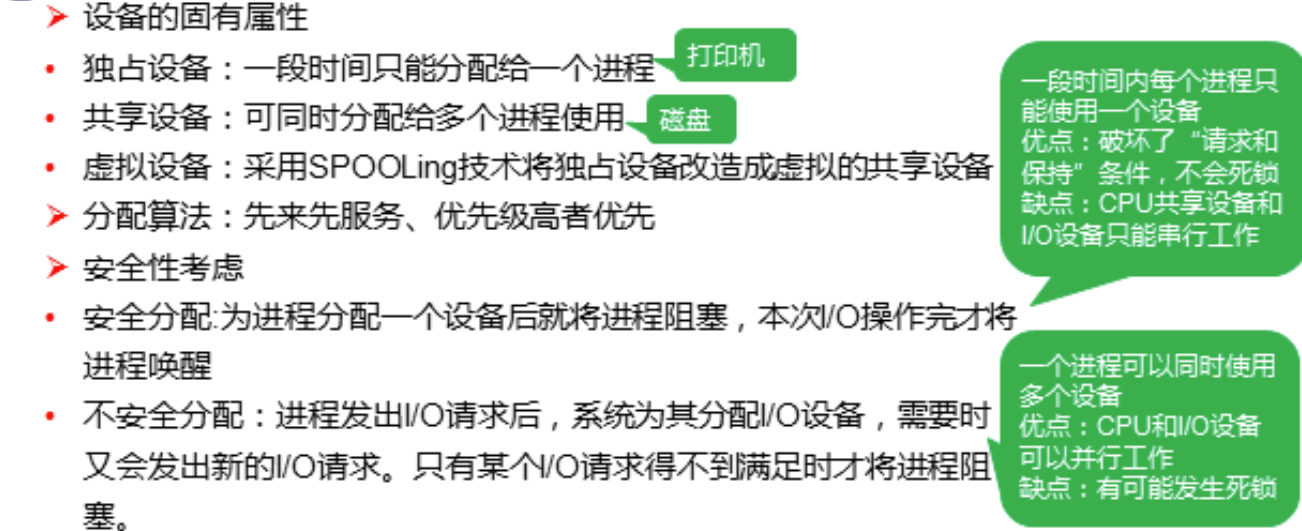 设备的固有属性
独占设备：一段时间只能分配给一个进程
打印机
共享设备：可同时分配给多个进程使用
磁盘
虚拟设备：采用SPOOLing技术将独占设备改造成虚拟的共享设备
分配算法：先来先服务、优先级高者优先
安全性考虑
安全分配:为进程分配一个设备后就将进程阻塞，本次I/O操作完才将
进程唤醒
一段时间内每个进程只
能使用一个设备
优点：破坏了“请求和
保持”条件，不会死锁
缺点：CPU共享设备和
I/O设备只能串行工作
不安全分配：进程发出I/O请求后，系统为其分配I/O设备，需要时
又会发出新的I/O请求。只有某个I/O请求得不到满足时才将进程阻
塞。
一个进程可以同时使用
多个设备
优点：CPU和I/O设备
可以并行工作
缺点：有可能发生死锁